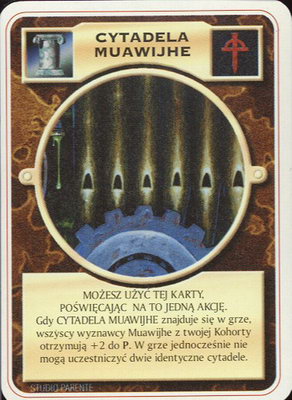 CYTADELA
MUAWIJHE
MOŻESZ UŻYĆ TEJ KARTY,
POŚWIĘCAJĄC NA TO JEDNĄ AKCJĘ.
Gdy CYTADELA MUAWIJHE znajduje się w grze,
wszyscy wyznawcy Muawijhe z twojej Kohorty
otrzymują +2 do P. W grze jednocześnie nie
mogą uczestniczyć dwie identyczne cytadele.
STUDIO PARENTE